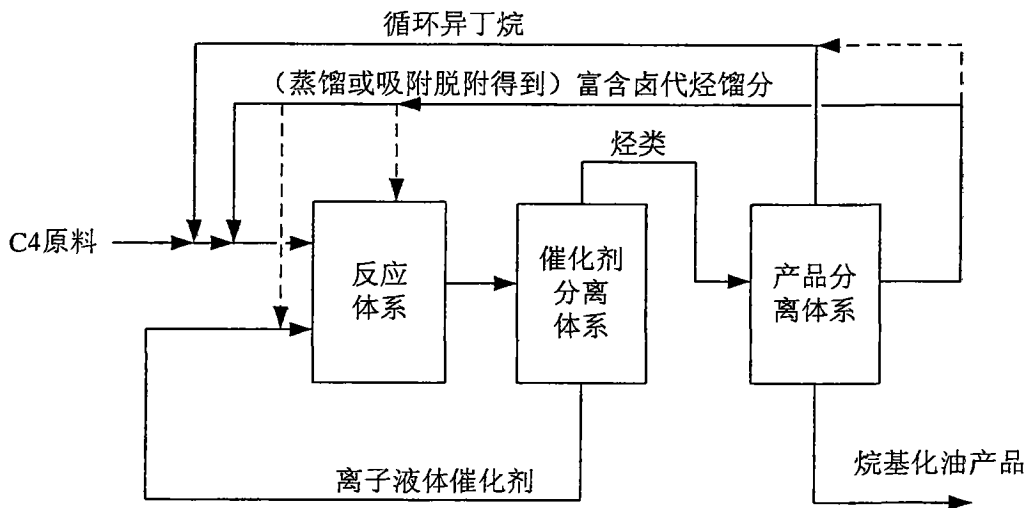 循环异丁烷
（蒸馏或吸附脱附得到）富含卤代烃馏分
烃类
C4原料
反应
体系
催化剂
分离
体系
产品分
离体系
离子液体催化剂
烷基化油产品